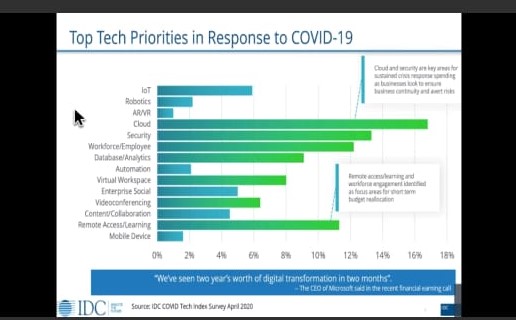 Top Tech Priorities in Response to COVID-19
Cloud and security are key areas for
sustained crisis response spending
as businesses look to ensure
business continuity and avert risks
IoT
Robotics
AR/VR
Cloud
Security
Workforce/Employee
Database/Analytics
Automation
Virtual Workspace
Enterprise Social
Videoconferencing
Content/Collaboration
Remote Access/Learning
Mobile Device
Remote access/learning and
workforce engagement identified
as focus areas for short term
budget reallocation
0% 2% 4% 6% 8% 10% 12% 14% 16% 18%
"We've seen two year's worth of digital transformation in two months".
– The CEO of Microsoft said in the recent financial earning call
IDC
Source: IDC COVID Tech Index Survey April 2020